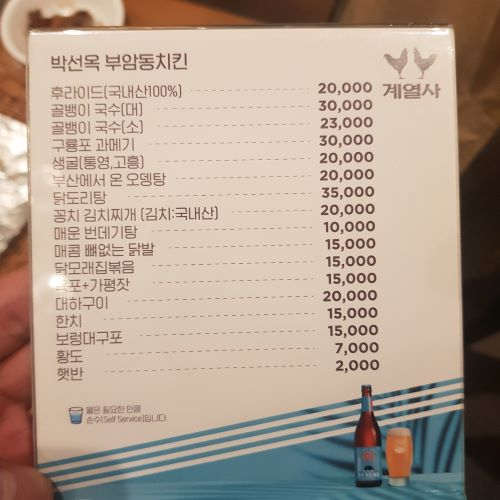 박선옥 부암동치킨
계열사
후라이드(국내산100%) 20,000
골뱅이 국수(대) 30,000
골뱅이 국수(소) 23,000
구룡포 과메기 30,000
생굴(통영,고흥) 20,000
부산에서 온 오뎅탕 20,000
닭도리탕 35,000
꽁치 김치찌개 (김치:국내산) 20,000
매운 번데기탕 10,000
매콤 뼈없는 닭발 15,000
닭모래집볶음 15,000
육포+가평잣 15,000
대하구이 20,000
한치 15,000
보령대구포 15,000
황도 7,000
햇반 2,000
물은 필요한 만큼
손수(Self Service)입니다.